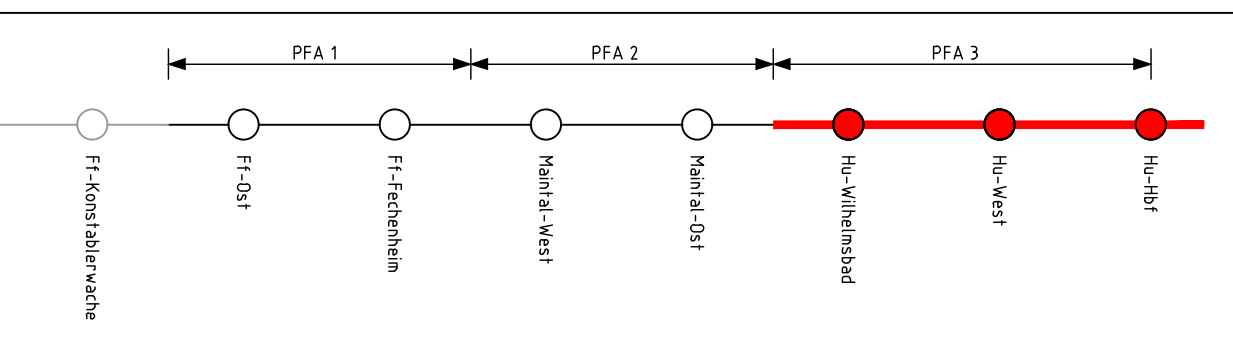 PFA 1
PFA 2
PFA 3
Ff-Konstablerwache
Ff-Ost
Ff-Fechenheim
Maintal-West
Maintal-Ost
Hu-Wilhelmsbad
Hu-West
Hu-Hbf